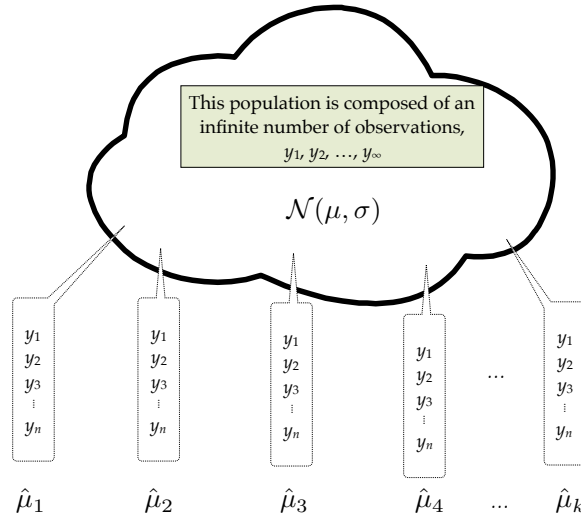 This population is composed of an
infinite number of observations,
y₁, y₂, ..., y∞
𝒩(μ, σ)
y₁
y₂
y₃
⋮
yₙ
y₁
y₂
y₃
⋮
yₙ
y₁
y₂
y₃
⋮
yₙ
y₁
y₂
y₃
⋮
yₙ
...
y₁
y₂
y₃
⋮
yₙ
μ̂₁ μ̂₂ μ̂₃ μ̂₄ ... μ̂ₖ